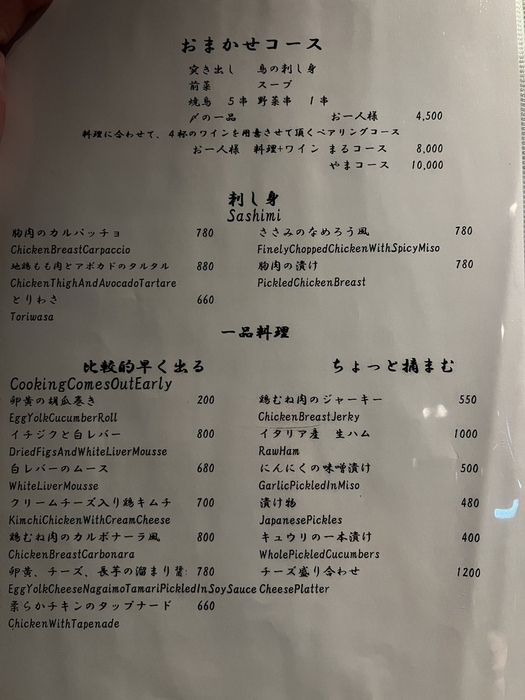 おまかせコース
突き出し 鳥の刺し身
前菜 スープ
焼鳥 5串 野菜串 1串
〆の一品 お一人様 4,500
料理に合わせて、4杯のワインを用意させて頂くペアリングコース
お一人様 料理+ワイン まるコース 8,000
やまコース 10,000
刺し身
Sashimi
胸肉のカルパッチョ 780
ChickenBreastCarpaccio
地鶏もも肉とアボカドのタルタル 880
ChickenThighAndAvocadoTartare
とりわさ 660
Toriwasa
ささみのなめろう風 780
FinelyChoppedChickenWithSpicyMiso
胸肉の漬け 780
PickledChickenBreast
一品料理
比較的早く出る
CookingComesOutEarly
卵黄の胡瓜巻き 200
EggYolkCucumberRoll
イチジクと白レバー 800
DriedFigsAndWhiteLiverMousse
白レバーのムース 680
WhiteLiverMousse
クリームチーズ入り鶏キムチ 700
KimchiChickenWithCreamCheese
鶏むね肉のカルボナーラ風 800
ChickenBreastCarbonara
卵黄、チーズ、長芋の溜まり醤 780
EggYolkCheeseNagaimoTamariPickledInSoySauce
柔らかチキンのタップナード 660
ChickenWithTapenade
ちょっと摘まむ
鶏むね肉のジャーキー 550
ChickenBreastJerky
イタリア産 生ハム 1000
RawHam
にんにくの味噌漬け 500
GarlicPickledInMiso
漬け物 480
JapanesePickles
キュウリの一本漬け 400
WholePickledCucumbers
チーズ盛り合わせ 1200
CheesePlatter